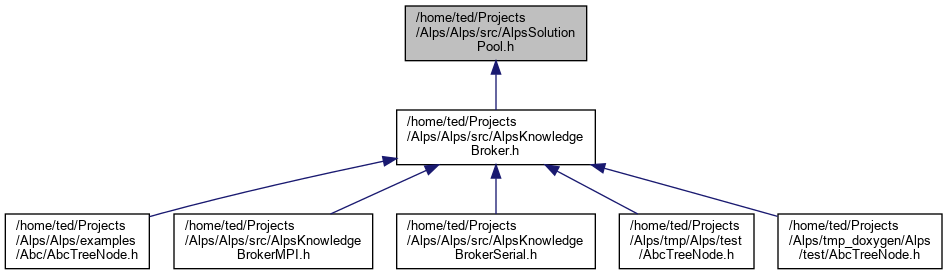 /home/ted/Projects
/Alps/Alps/src/AlpsSolution
Pool.h
/home/ted/Projects
/Alps/Alps/src/AlpsKnowledge
Broker.h
/home/ted/Projects
/Alps/Alps/examples
/Abc/AbcTreeNode.h
/home/ted/Projects
/Alps/Alps/src/AlpsKnowledge
BrokerMPI.h
/home/ted/Projects
/Alps/Alps/src/AlpsKnowledge
BrokerSerial.h
/home/ted/Projects
/Alps/tmp/Alps/test
/AbcTreeNode.h
/home/ted/Projects
/Alps/tmp_doxygen/Alps
/test/AbcTreeNode.h